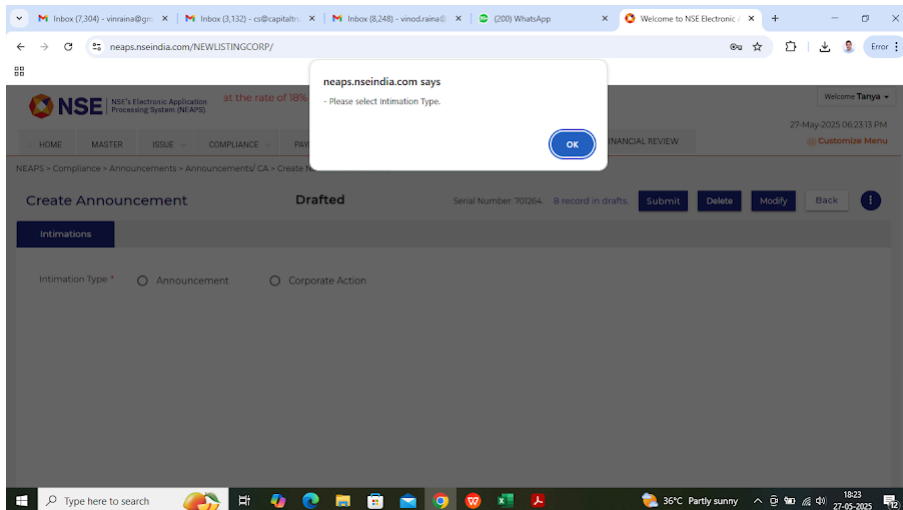 Inbox (7,304) - vinraina@gm
Inbox (3,132) - cs@capitaltru
Inbox (8,248) - vinod.raina@
(200) WhatsApp
Welcome to NSE Electronic A
neaps.nseindia.com/NEWLISTINGCORP/
Error
neaps.nseindia.com says
- Please select Intimation Type.
OK
NSE
NSE's Electronic Application
Processing System (NEAPS)
at the rate of 18%
Welcome Tanya
27-May-2025 06:23:13 PM
Customize Menu
HOME MASTER ISSUE COMPLIANCE PAY
INANCIAL REVIEW
NEAPS > Compliance > Announcements > Announcements/ CA > Create N
Create Announcement
Drafted
Serial Number: 701264. 8 record in drafts.
Submit
Delete
Modify
Back
Intimations
Intimation Type *
Announcement
Corporate Action
Type here to search
36°C Partly sunny
18:23
27-05-2025
12